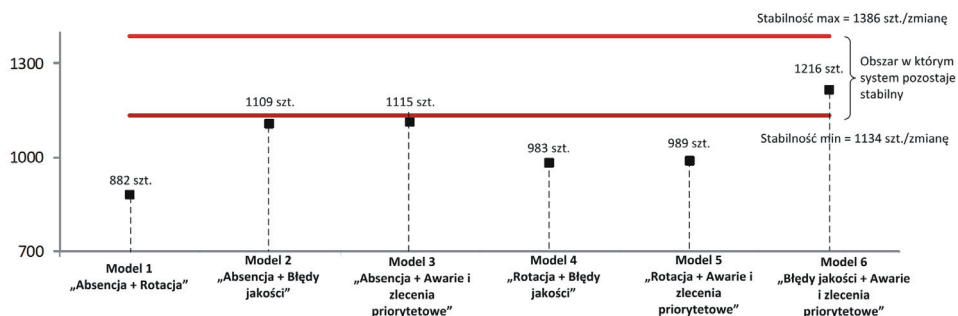 Stabilność max = 1386 szt./zmianę
1300
1216 szt.
Obszar w którym
system pozostaje
stabilny
1109 szt.
1115 szt.
Stabilność min = 1134 szt./zmianę
983 szt.
989 szt.
1000
882 szt.
700
Model 1
„Absencja + Rotacja”
Model 2
„Absencja + Błędy
jakości”
Model 3
„Absencja + Awarie i
zlecenia
priorytetowe”
Model 4
„Rotacja + Błędy
jakości”
Model 5
„Rotacja + Awarie i
zlecenia
priorytetowe”
Model 6
„Błędy jakości + Awarie
i zlecenia
priorytetowe”